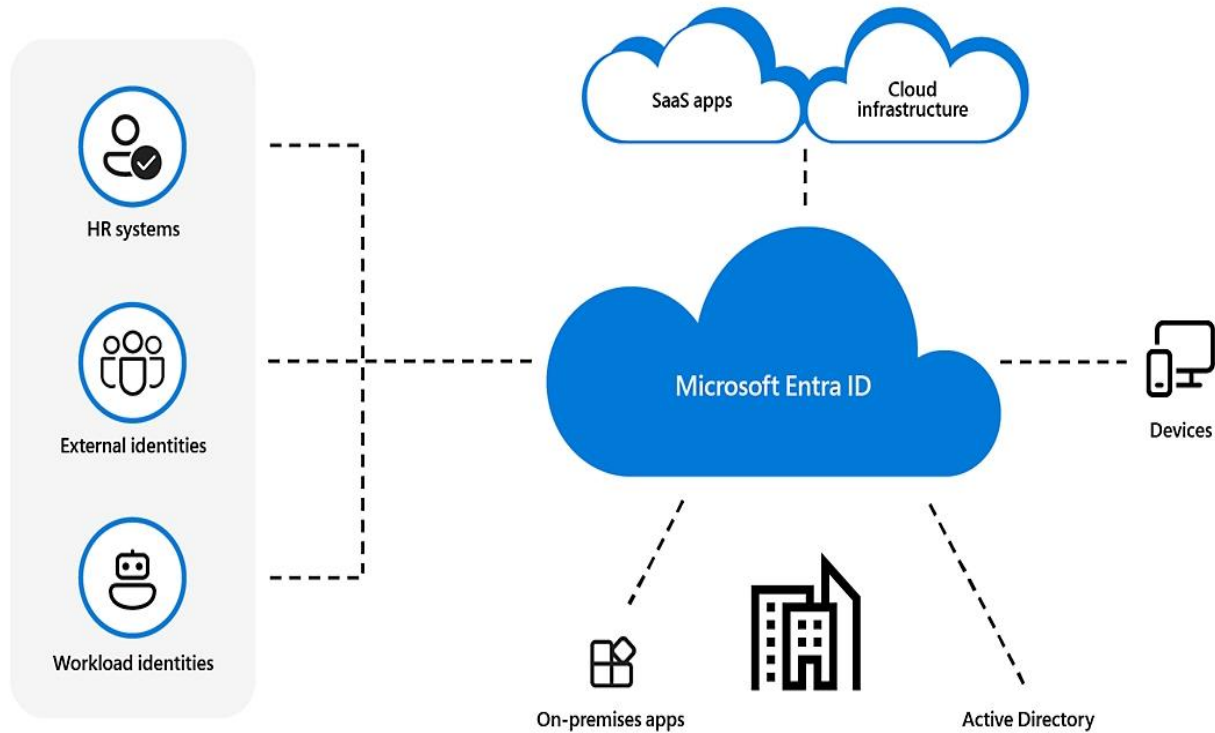 SaaS apps
Cloud
infrastructure
HR systems
External identities
Workload identities
Microsoft Entra ID
Devices
On-premises apps
Active Directory